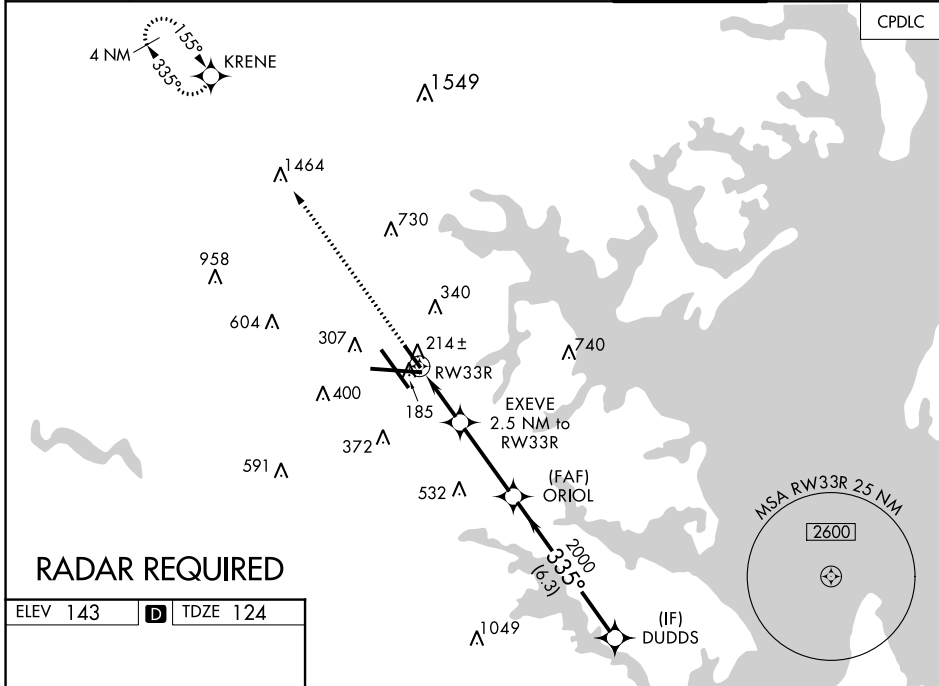 CPDLC
4 NM
155°
335°
KRENE
1549
1464
730
958
340
604
307
214±
RW33R
740
400
185
EXEVE
2.5 NM to
RW33R
372
591
532
(FAF)
ORIOL
MSA RW33R 25 NM
2600
2000
335°
(6.3)
RADAR REQUIRED
(IF)
DUDDS
1049
ELEV 143 D TDZE 124